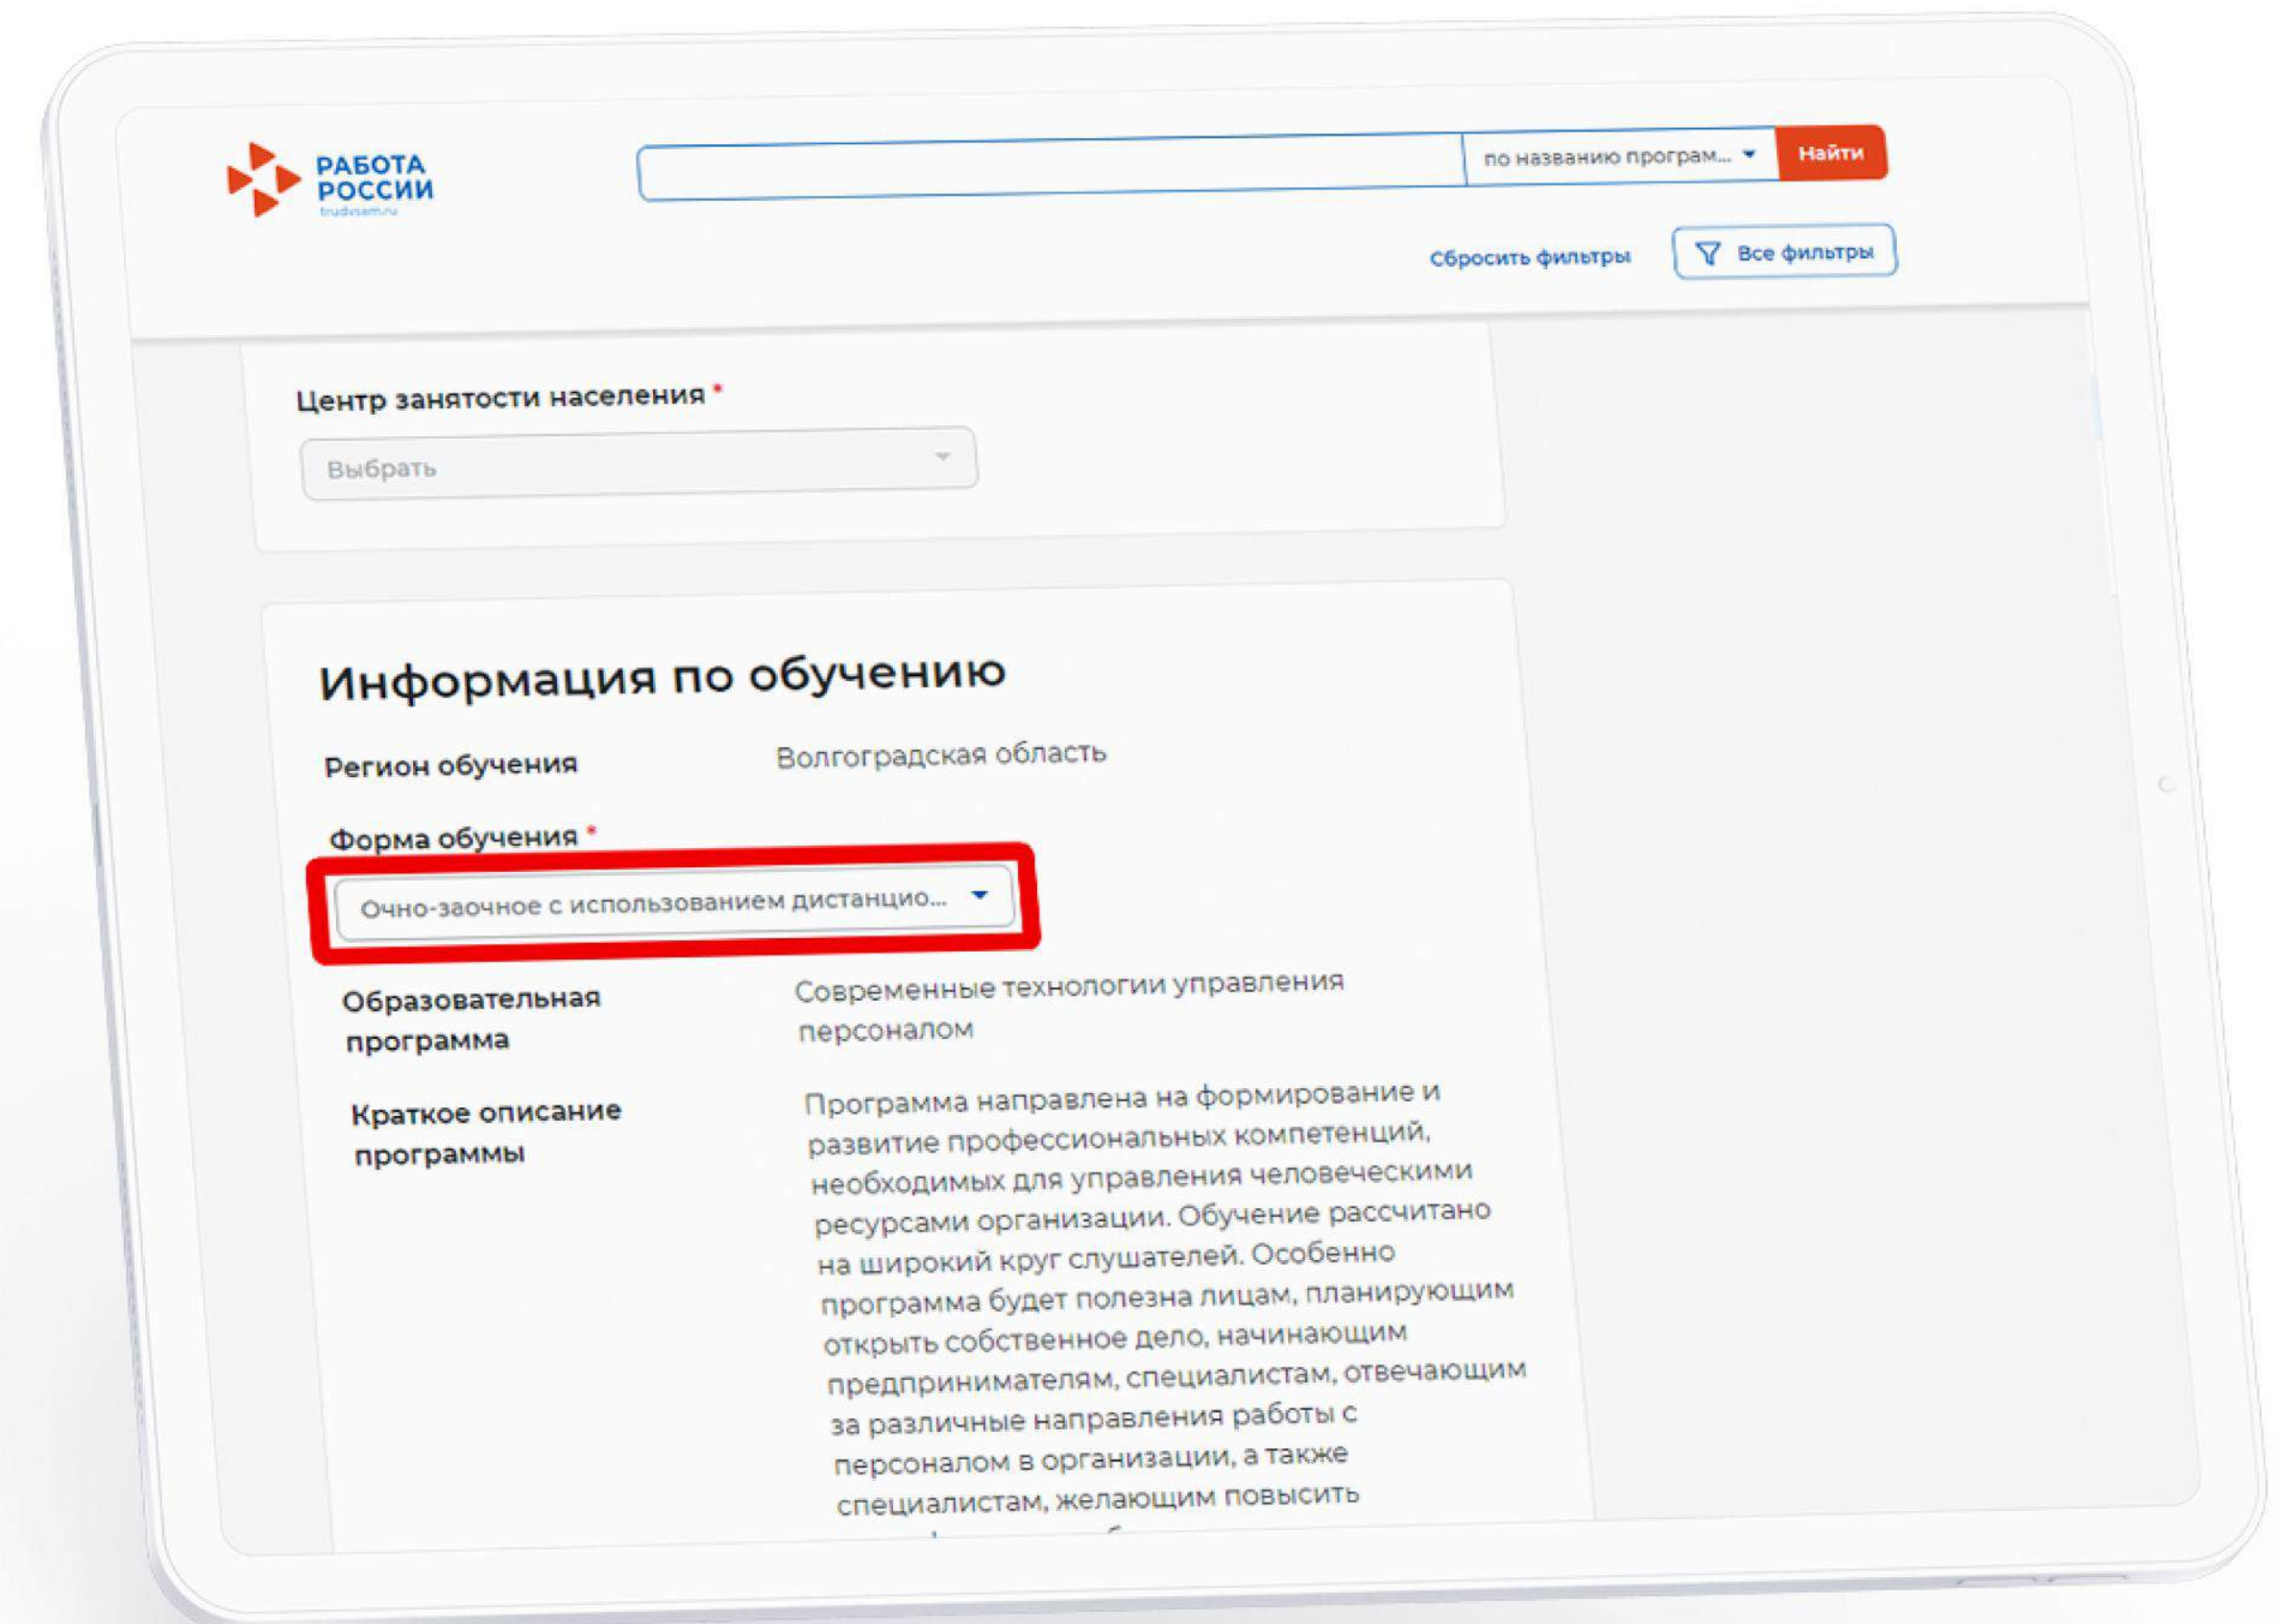 РАБОТА
РОССИИ
trudvsem.ru
по названию програм...
Найти
Сбросить фильтры
Все фильтры
Центр занятости населения *
Выбрать
Информация по обучению
Регион обучения
Волгоградская область
Форма обучения *
Очно-заочное с использованием дистанцио...
Образовательная
программа
Современные технологии управления
персоналом
Краткое описание
программы
Программа направлена на формирование и
развитие профессиональных компетенций,
необходимых для управления человеческими
ресурсами организации. Обучение рассчитано
на широкий круг слушателей. Особенно
программа будет полезна лицам, планирующим
открыть собственное дело, начинающим
предпринимателям, специалистам, отвечающим
за различные направления работы с
персоналом в организации, а также
специалистам, желающим повысить